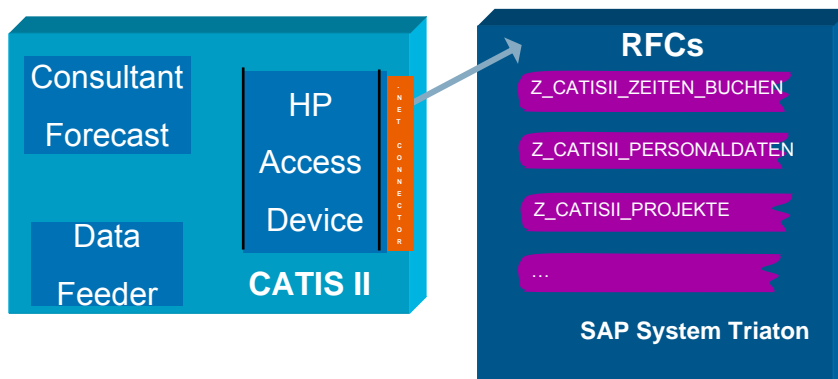 Consultant
Forecast
Data
Feeder
HP
Access
Device
.NET CONNECTOR
CATIS II
RFCs
Z_CATISII_ZEITEN_BUCHEN
Z_CATISII_PERSONALDATEN
Z_CATISII_PROJEKTE
...
SAP System Triaton